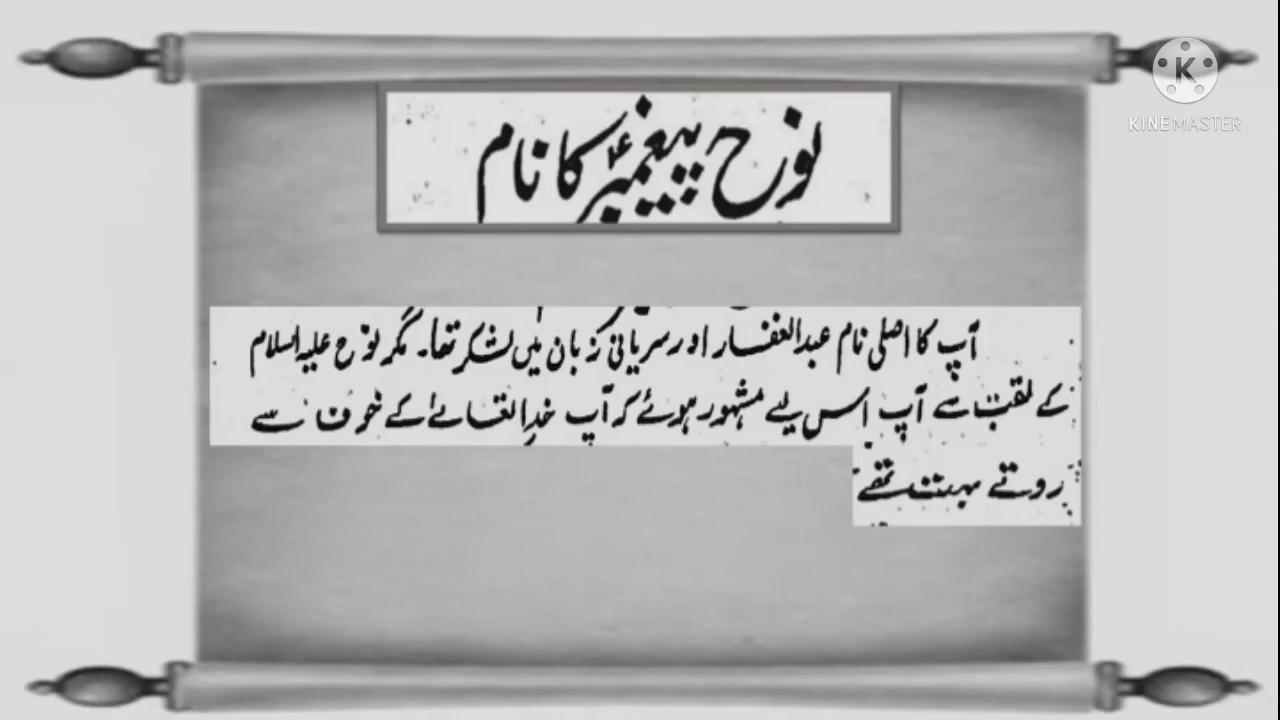 نوح پیغمبرؑ کا نام
KINEMASTER
آپ کا اصلی نام عبدالغفار اور سریانی زبان میں لشکر تھا۔ مگر نوح علیہ السلام
کے لقب سے آپ اس لیے مشہور ہوئے کہ آپ خدا تعالےٰ کے خوف سے
روتے بہت تھے